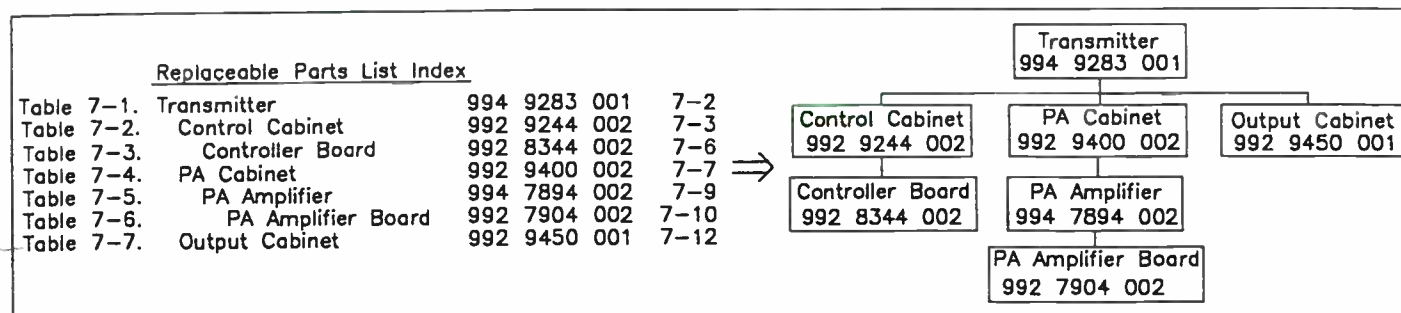 Replaceable Parts List Index
Table 7-1. Transmitter 994 9283 001 7-2
Table 7-2. Control Cabinet 992 9244 002 7-3
Table 7-3. Controller Board 992 8344 002 7-6
Table 7-4. PA Cabinet 992 9400 002 7-7
Table 7-5. PA Amplifier 994 7894 002 7-9
Table 7-6. PA Amplifier Board 992 7904 002 7-10
Table 7-7. Output Cabinet 992 9450 001 7-12
Transmitter
994 9283 001
Control Cabinet
992 9244 002
PA Cabinet
992 9400 002
Output Cabinet
992 9450 001
Controller Board
992 8344 002
PA Amplifier
994 7894 002
PA Amplifier Board
992 7904 002